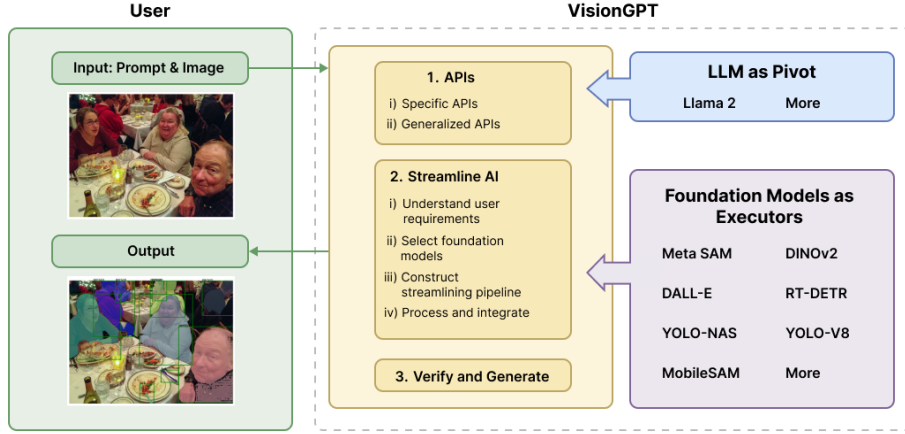 User
VisionGPT
Input: Prompt & Image
Output
1. APIs
i) Specific APIs
ii) Generalized APIs
2. Streamline AI
i) Understand user
requirements
ii) Select foundation
models
iii) Construct
streamlining pipeline
iv) Process and integrate
3. Verify and Generate
LLM as Pivot
Llama 2 More
Foundation Models as
Executors
Meta SAM DINOv2
DALL-E RT-DETR
YOLO-NAS YOLO-V8
MobileSAM More